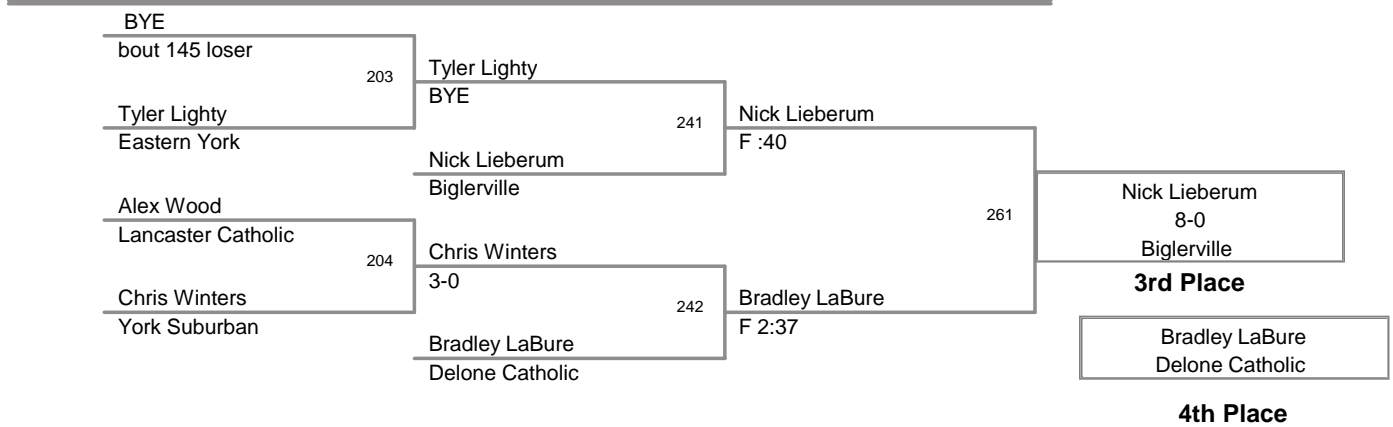 BYE
bout 145 loser
203
Tyler Lighty
Eastern York
Tyler Lighty
BYE
241
Nick Lieberum
Biglerville
Nick Lieberum
F :40
Alex Wood
Lancaster Catholic
204
Chris Winters
York Suburban
Chris Winters
3-0
242
Bradley LaBure
Delone Catholic
Bradley LaBure
F 2:37
261
Nick Lieberum
8-0
Biglerville
3rd Place
Bradley LaBure
Delone Catholic
4th Place